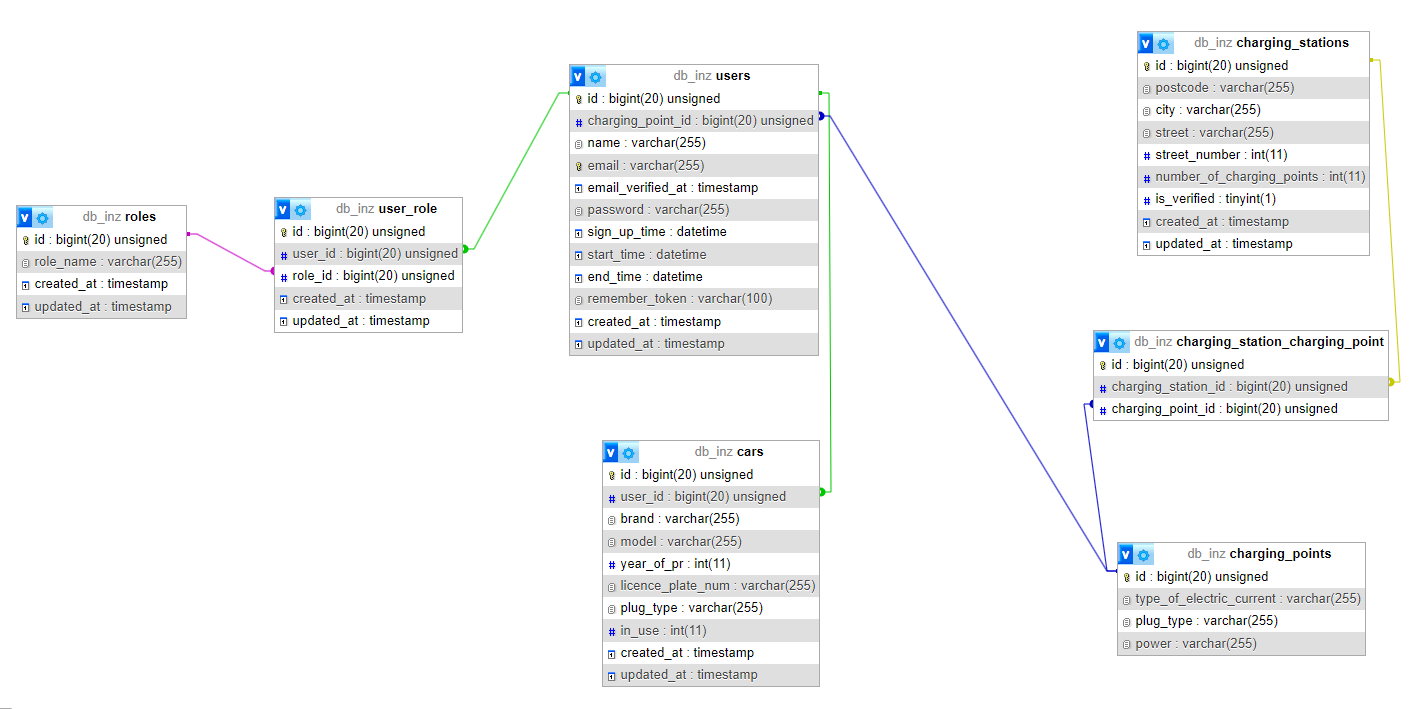 v db_inz roles
id : bigint(20) unsigned
role_name : varchar(255)
created_at : timestamp
updated_at : timestamp
v db_inz user_role
id : bigint(20) unsigned
# user_id : bigint(20) unsigned
# role_id : bigint(20) unsigned
created_at : timestamp
updated_at : timestamp
v db_inz users
id : bigint(20) unsigned
# charging_point_id : bigint(20) unsigned
name : varchar(255)
email : varchar(255)
email_verified_at : timestamp
password : varchar(255)
sign_up_time : datetime
start_time : datetime
end_time : datetime
remember_token : varchar(100)
created_at : timestamp
updated_at : timestamp
v db_inz cars
id : bigint(20) unsigned
# user_id : bigint(20) unsigned
brand : varchar(255)
model : varchar(255)
# year_of_pr : int(11)
licence_plate_num : varchar(255)
plug_type : varchar(255)
# in_use : int(11)
created_at : timestamp
updated_at : timestamp
v db_inz charging_stations
id : bigint(20) unsigned
postcode : varchar(255)
city : varchar(255)
street : varchar(255)
# street_number : int(11)
# number_of_charging_points : int(11)
# is_verified : tinyint(1)
created_at : timestamp
updated_at : timestamp
v db_inz charging_station_charging_point
id : bigint(20) unsigned
# charging_station_id : bigint(20) unsigned
# charging_point_id : bigint(20) unsigned
v db_inz charging_points
id : bigint(20) unsigned
type_of_electric_current : varchar(255)
plug_type : varchar(255)
power : varchar(255)